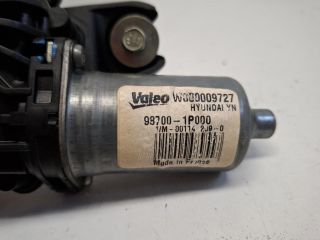 Valeo W000009727
HYUNDAI YN
98700-1P000
Made in France